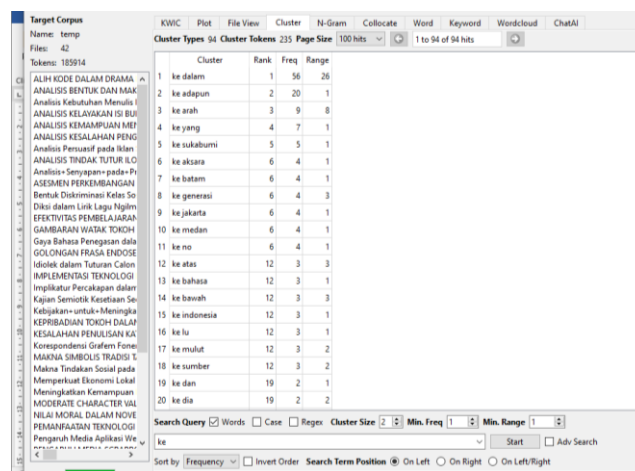 Target Corpus
Name: temp
Files: 42
Tokens: 185914
ALIH KODE DALAM DRAMA
ANALISIS BENTUK DAN MAK
Analisis Kebutuhan Menulis I
ANALISIS KELAYAKAN ISI BUI
ANALISIS KEMAMPUAN MEN
ANALISIS KESALAHAN PENG
Analisis Persuasif pada Iklan
ANALISIS TINDAK TUTUR ILO
Analisis+Senyapan+pada+Pr
ASESMEN PERKEMBANGAN
Bentuk Diskriminasi Kelas So
Diksi dalam Lirik Lagu Ngilm
EFEKTIVITAS PEMBELAJARAN
GAMBARAN WATAK TOKOH
Gaya Bahasa Penegasan dala
GOLONGAN FRASA ENDOSE
Idiolek dalam Tuturan Calon
IMPLEMENTASI TEKNOLOGI
Implikatur Percakapan dalam
Kajian Semiotik Kesetiaan Se
Kebijakan+untuk+Meningka
KEPRIBADIAN TOKOH DALAM
KESALAHAN PENULISAN KA
Korespondensi Grafem Fone
MAKNA SIMBOLIS TRADISI T
Makna Tindakan Sosial pada
Memperkuat Ekonomi Lokal
Meningkatkan Kemampuan
MODERATE CHARACTER VAL
NILAI MORAL DALAM NOVE
PEMANFAATAN TEKNOLOGI
Pengaruh Media Aplikasi We
KWIC Plot File View Cluster N-Gram Collocate Word Keyword Wordcloud ChatAI
Cluster Types 94 Cluster Tokens 235 Page Size 100 hits 1 to 94 of 94 hits
Cluster Rank Freq Range
1 ke dalam 1 56 26
2 ke adapun 2 20 1
3 ke arah 3 9 8
4 ke yang 4 7 1
5 ke sukabumi 5 5 1
6 ke aksara 6 4 1
7 ke batam 6 4 1
8 ke generasi 6 4 3
9 ke jakarta 6 4 1
10 ke medan 6 4 1
11 ke no 6 4 1
12 ke atas 12 3 3
13 ke bahasa 12 3 1
14 ke bawah 12 3 3
15 ke indonesia 12 3 1
16 ke lu 12 3 1
17 ke mulut 12 3 2
18 ke sumber 12 3 2
19 ke dan 19 2 1
20 ke dia 19 2 2
Search Query Words Case Regex Cluster Size 2 Min. Freq 1 Min. Range 1
ke Start Adv Search
Sort by Frequency Invert Order Search Term Position On Left On Right On Left/Right